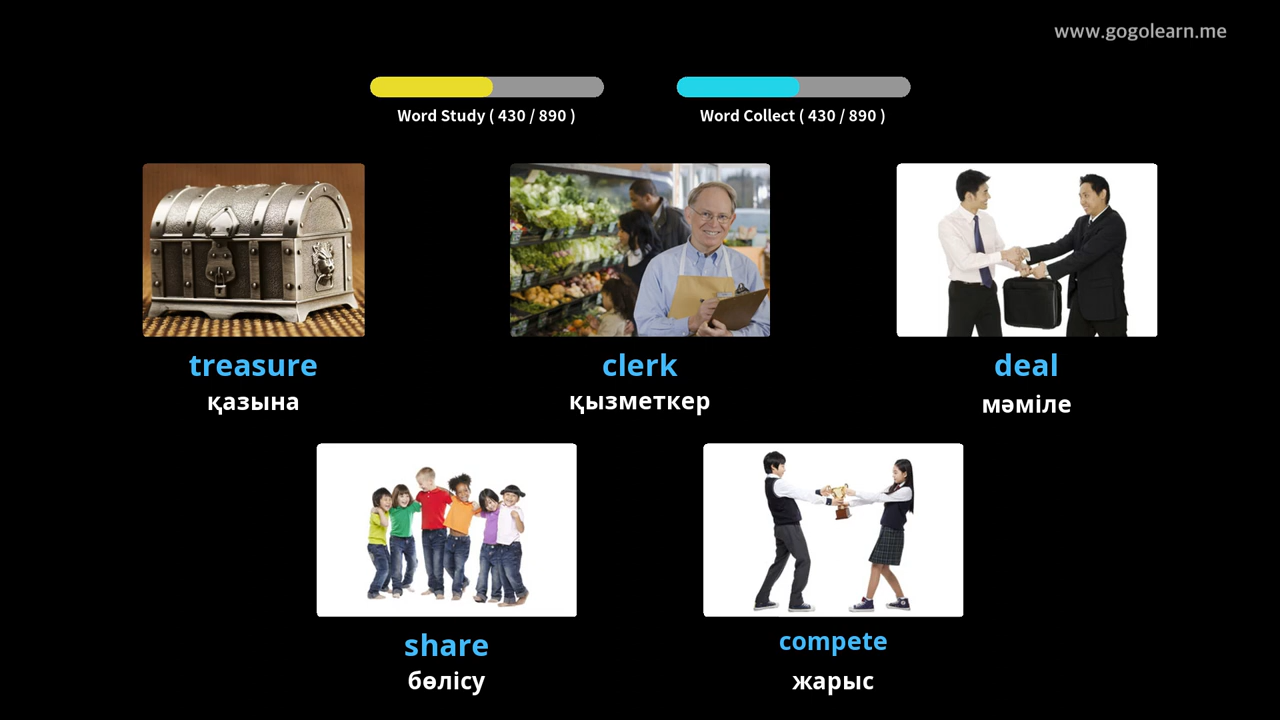 www.gogolearn.me
Word Study ( 430 / 890 )
Word Collect ( 430 / 890 )
treasure
қазына
clerk
қызметкер
deal
мәміле
share
бөлісу
compete
жарыс